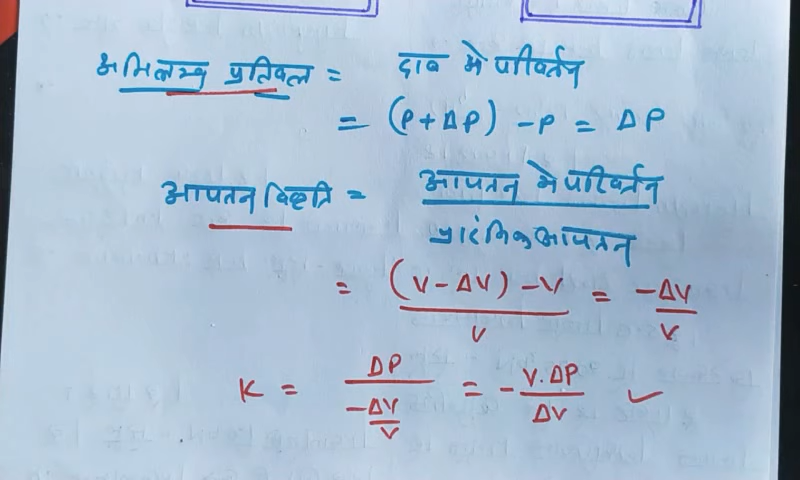 अभिलम्ब प्रतिबल = दाब मे परिवर्तन
= (P+ΔP) -P = ΔP
आयतन विकृति = आयतन मे परिवर्तन
प्रारंभिक आयतन
= (V-ΔV) -V = -ΔV
V V
K = ΔP = - V.ΔP ✓
-ΔV ΔV
V